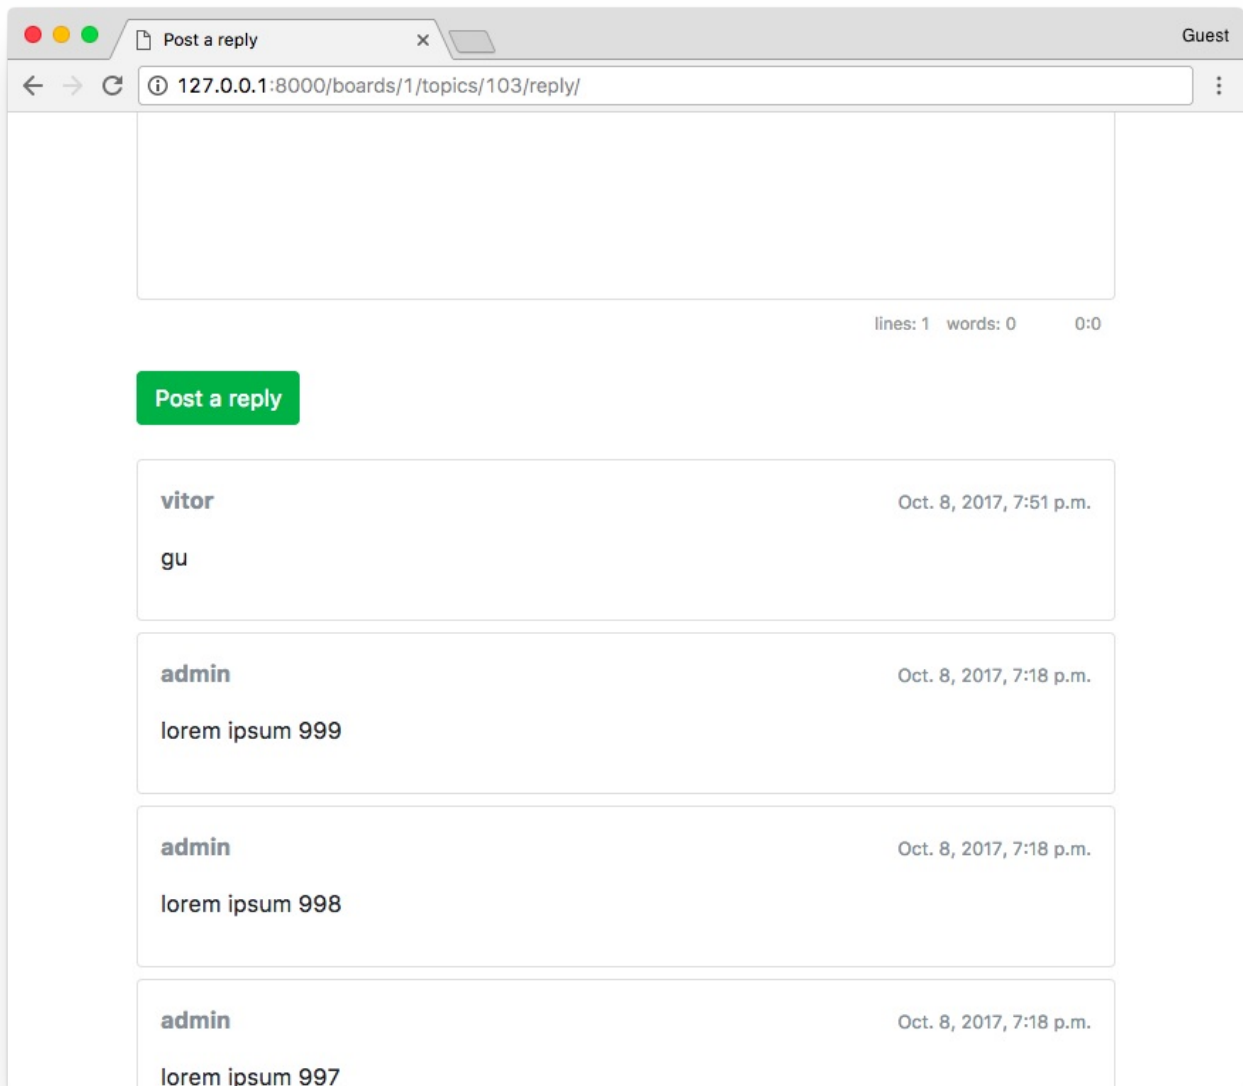 Post a reply
Guest
127.0.0.1:8000/boards/1/topics/103/reply/
lines: 1 words: 0 0:0
Post a reply
vitor Oct. 8, 2017, 7:51 p.m.
gu
admin Oct. 8, 2017, 7:18 p.m.
lorem ipsum 999
admin Oct. 8, 2017, 7:18 p.m.
lorem ipsum 998
admin Oct. 8, 2017, 7:18 p.m.
lorem ipsum 997